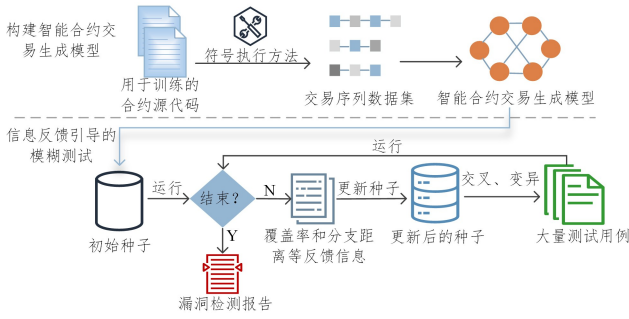 构建智能合约交
易生成模型
符号执行方法
用于训练的
合约源代码
交易序列数据集
智能合约交易生成模型
信息反馈引导的
模糊测试
运行
运行
结束?
N
更新种子
交叉、变异
初始种子
Y
覆盖率和分支距
离等反馈信息
更新后的种子
大量测试用例
漏洞检测报告